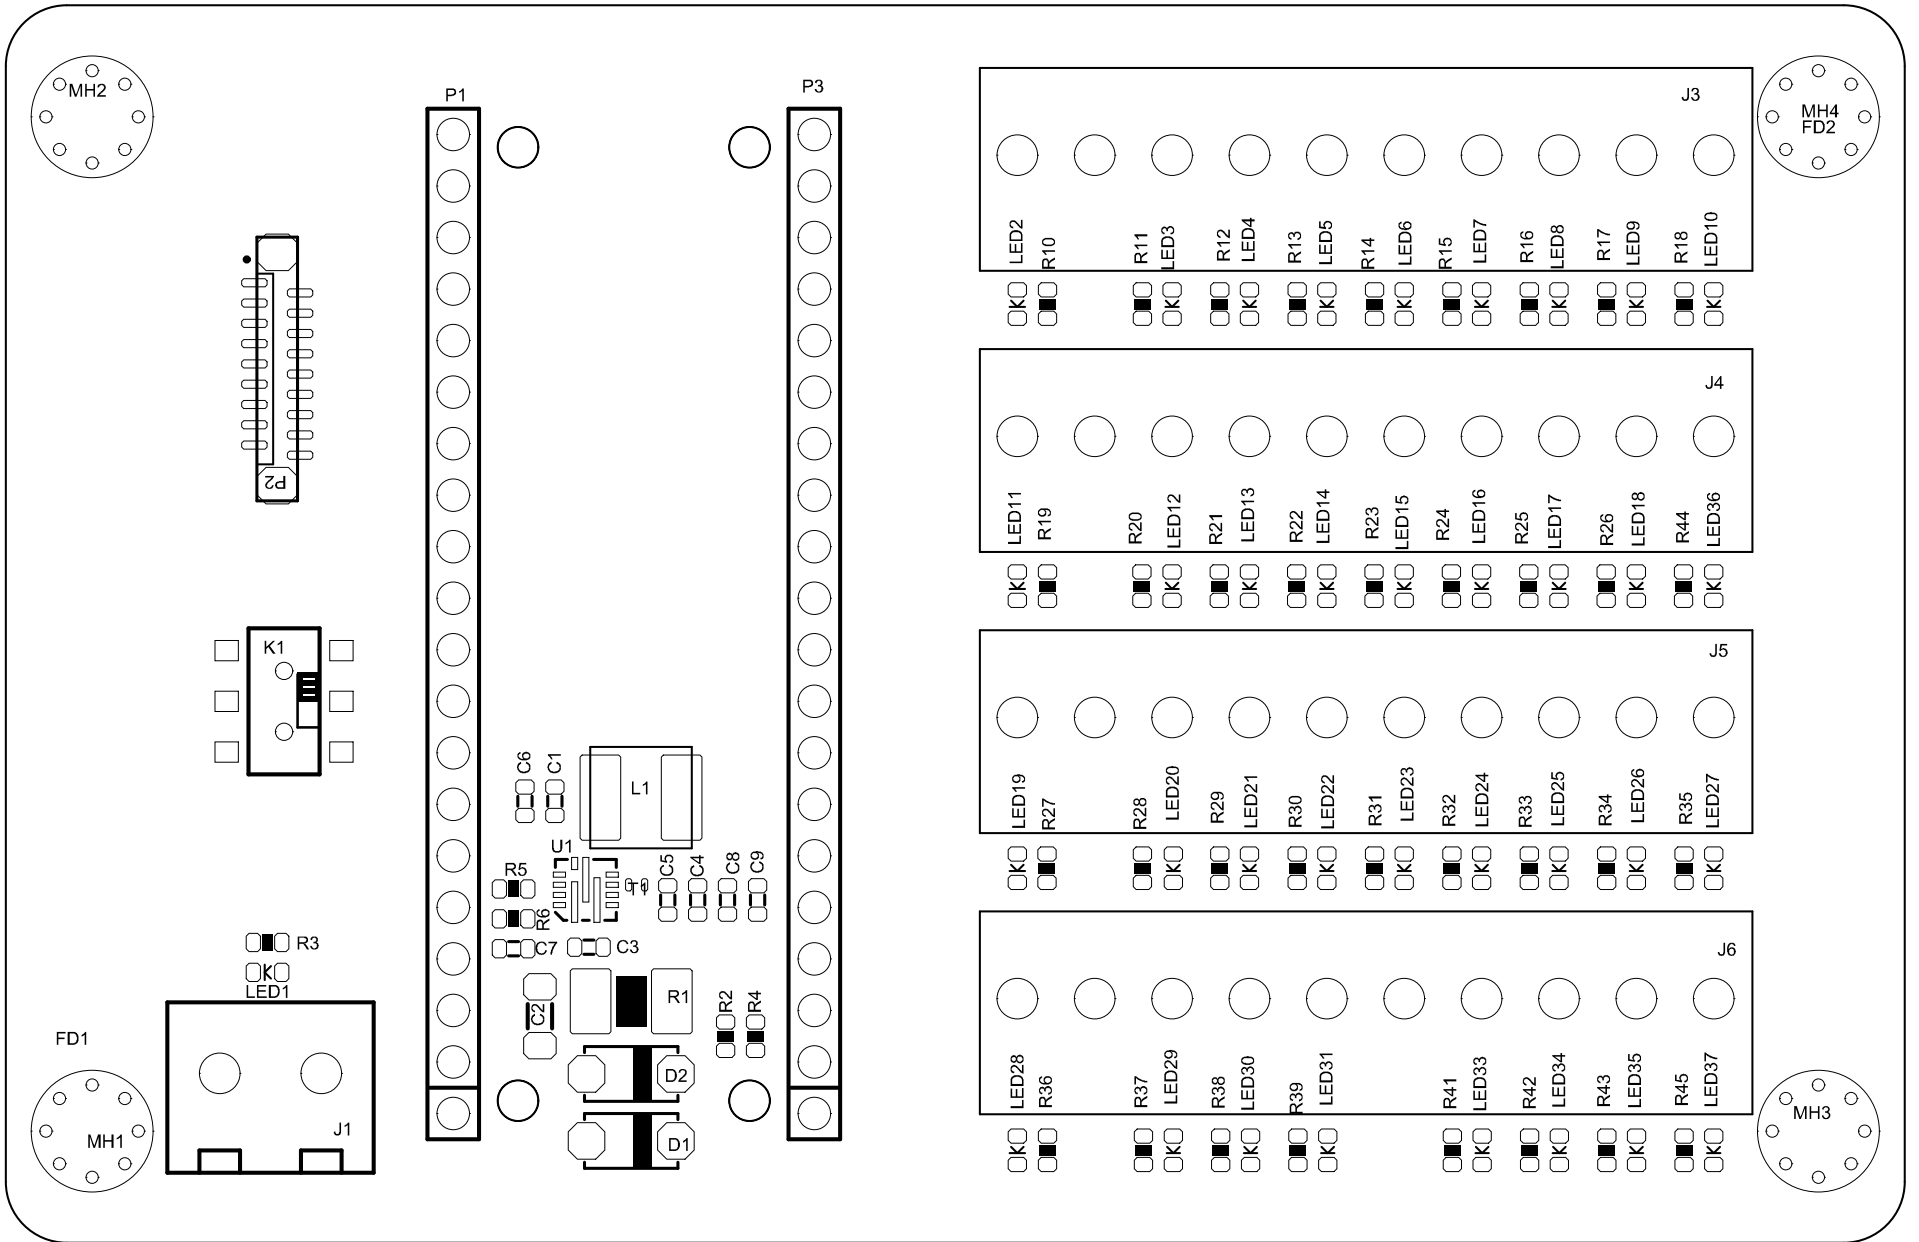 MH2
P1
P3
J3
MH4
FD2
LED2
R10
R11
LED3
R12
LED4
R13
LED5
R14
LED6
R15
LED7
R16
LED8
R17
LED9
R18
LED10
K K K K K K K K K
J4
P2
LED11
R19
R20
LED12
R21
LED13
R22
LED14
R23
LED15
R24
LED16
R25
LED17
R26
LED18
R44
LED36
K K K K K K K K K
K1
J5
C6
C1
L1
LED19
R27
R28
LED20
R29
LED21
R30
LED22
R31
LED23
R32
LED24
R33
LED25
R34
LED26
R35
LED27
K K K K K K K K K
U1
R5
T1
C5
C4
C8
C9
R6
C7
C3
R3
K
LED1
J6
C2
R1
R2
R4
FD1
D2
LED28
R36
R37
LED29
R38
LED30
R39
LED31
R41
LED33
R42
LED34
R43
LED35
R45
LED37
K K K K K K K K
MH1
J1
D1
MH3